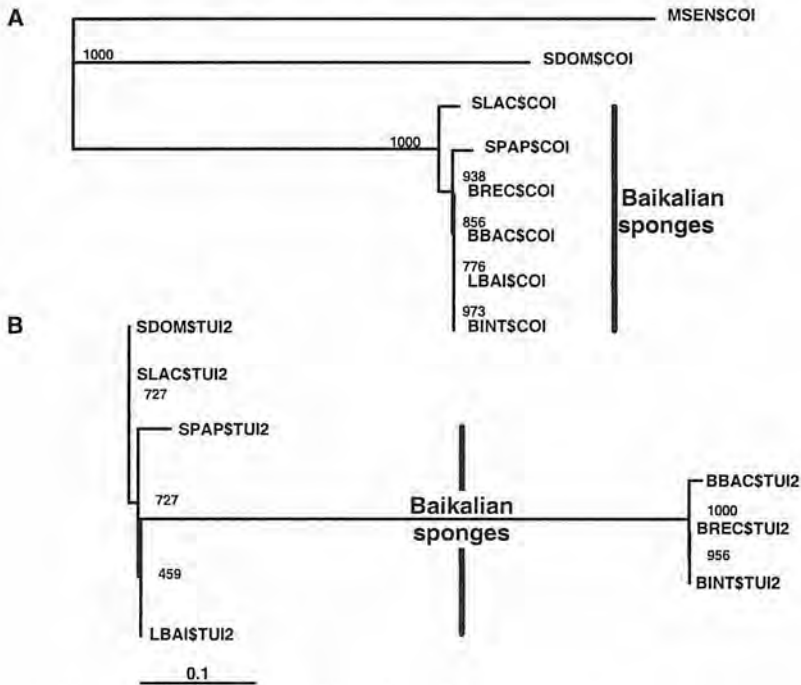 A
MSEN$COI
1000
SDOM$COI
SLAC$COI
1000
SPAP$COI
938
BREC$COI
Baikalian
sponges
856
BBAC$COI
776
LBAI$COI
973
BINT$COI
B
SDOM$TUI2
SLAC$TUI2
727
SPAP$TUI2
BBAC$TUI2
727
Baikalian
sponges
1000
BREC$TUI2
956
459
BINT$TUI2
LBAI$TUI2
0.1